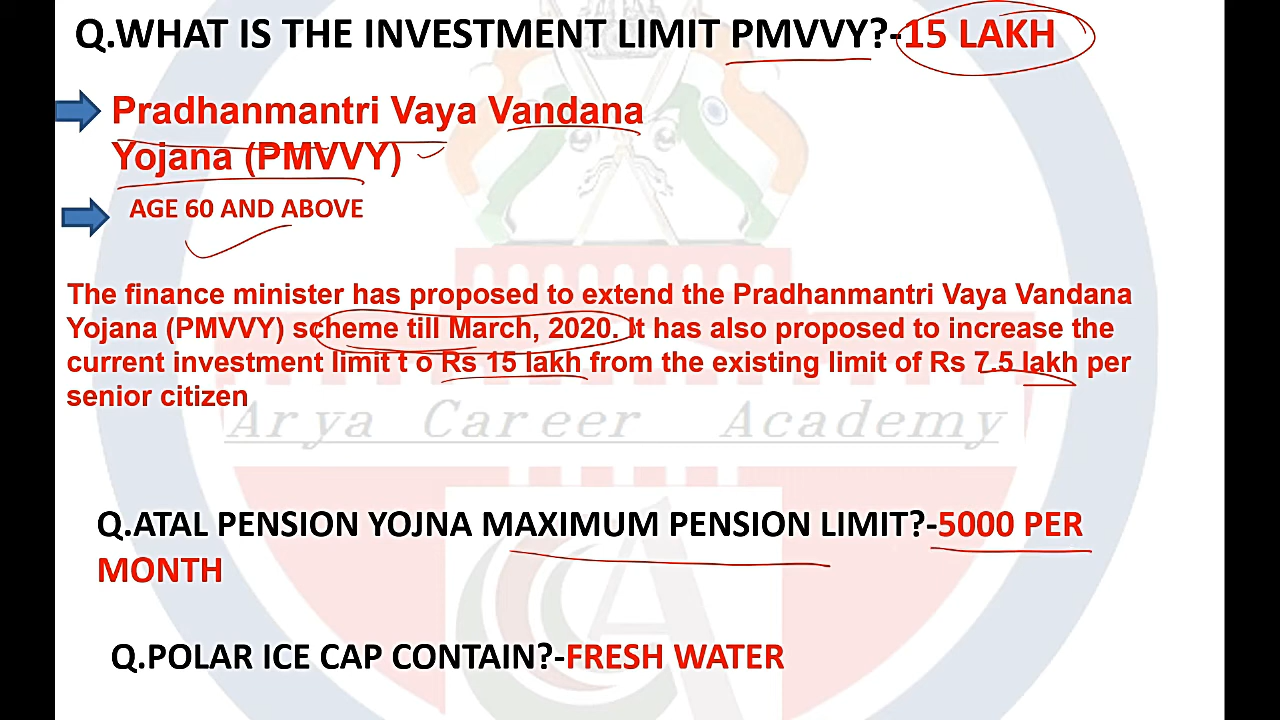 Q.WHAT IS THE INVESTMENT LIMIT PMVVY?-15 LAKH
Pradhanmantri Vaya Vandana
Yojana (PMVVY)
AGE 60 AND ABOVE
The finance minister has proposed to extend the Pradhanmantri Vaya Vandana
Yojana (PMVVY) scheme till March, 2020. It has also proposed to increase the
current investment limit t o Rs 15 lakh from the existing limit of Rs 7.5 lakh per
senior citizen
Arya Career Academy
Q.ATAL PENSION YOJNA MAXIMUM PENSION LIMIT?-5000 PER
MONTH
Q.POLAR ICE CAP CONTAIN?-FRESH WATER